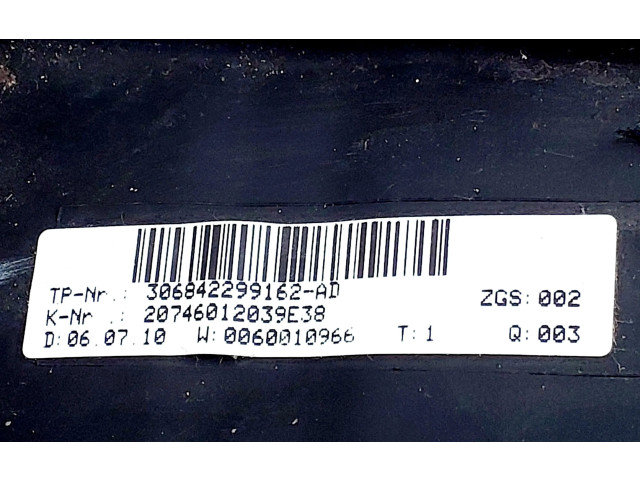 TP-Nr.: 306842299162-AD
ZGS: 002
K-Nr.: 20746012039E38
D: 06.07.10 W: 0060010966 T: 1 Q: 003